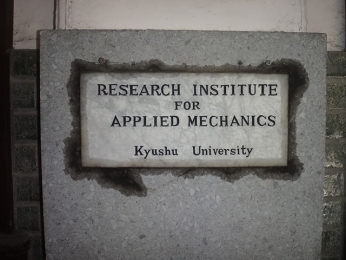 RESEARCH INSTITUTE
FOR
APPLIED MECHANICS
Kyushu University